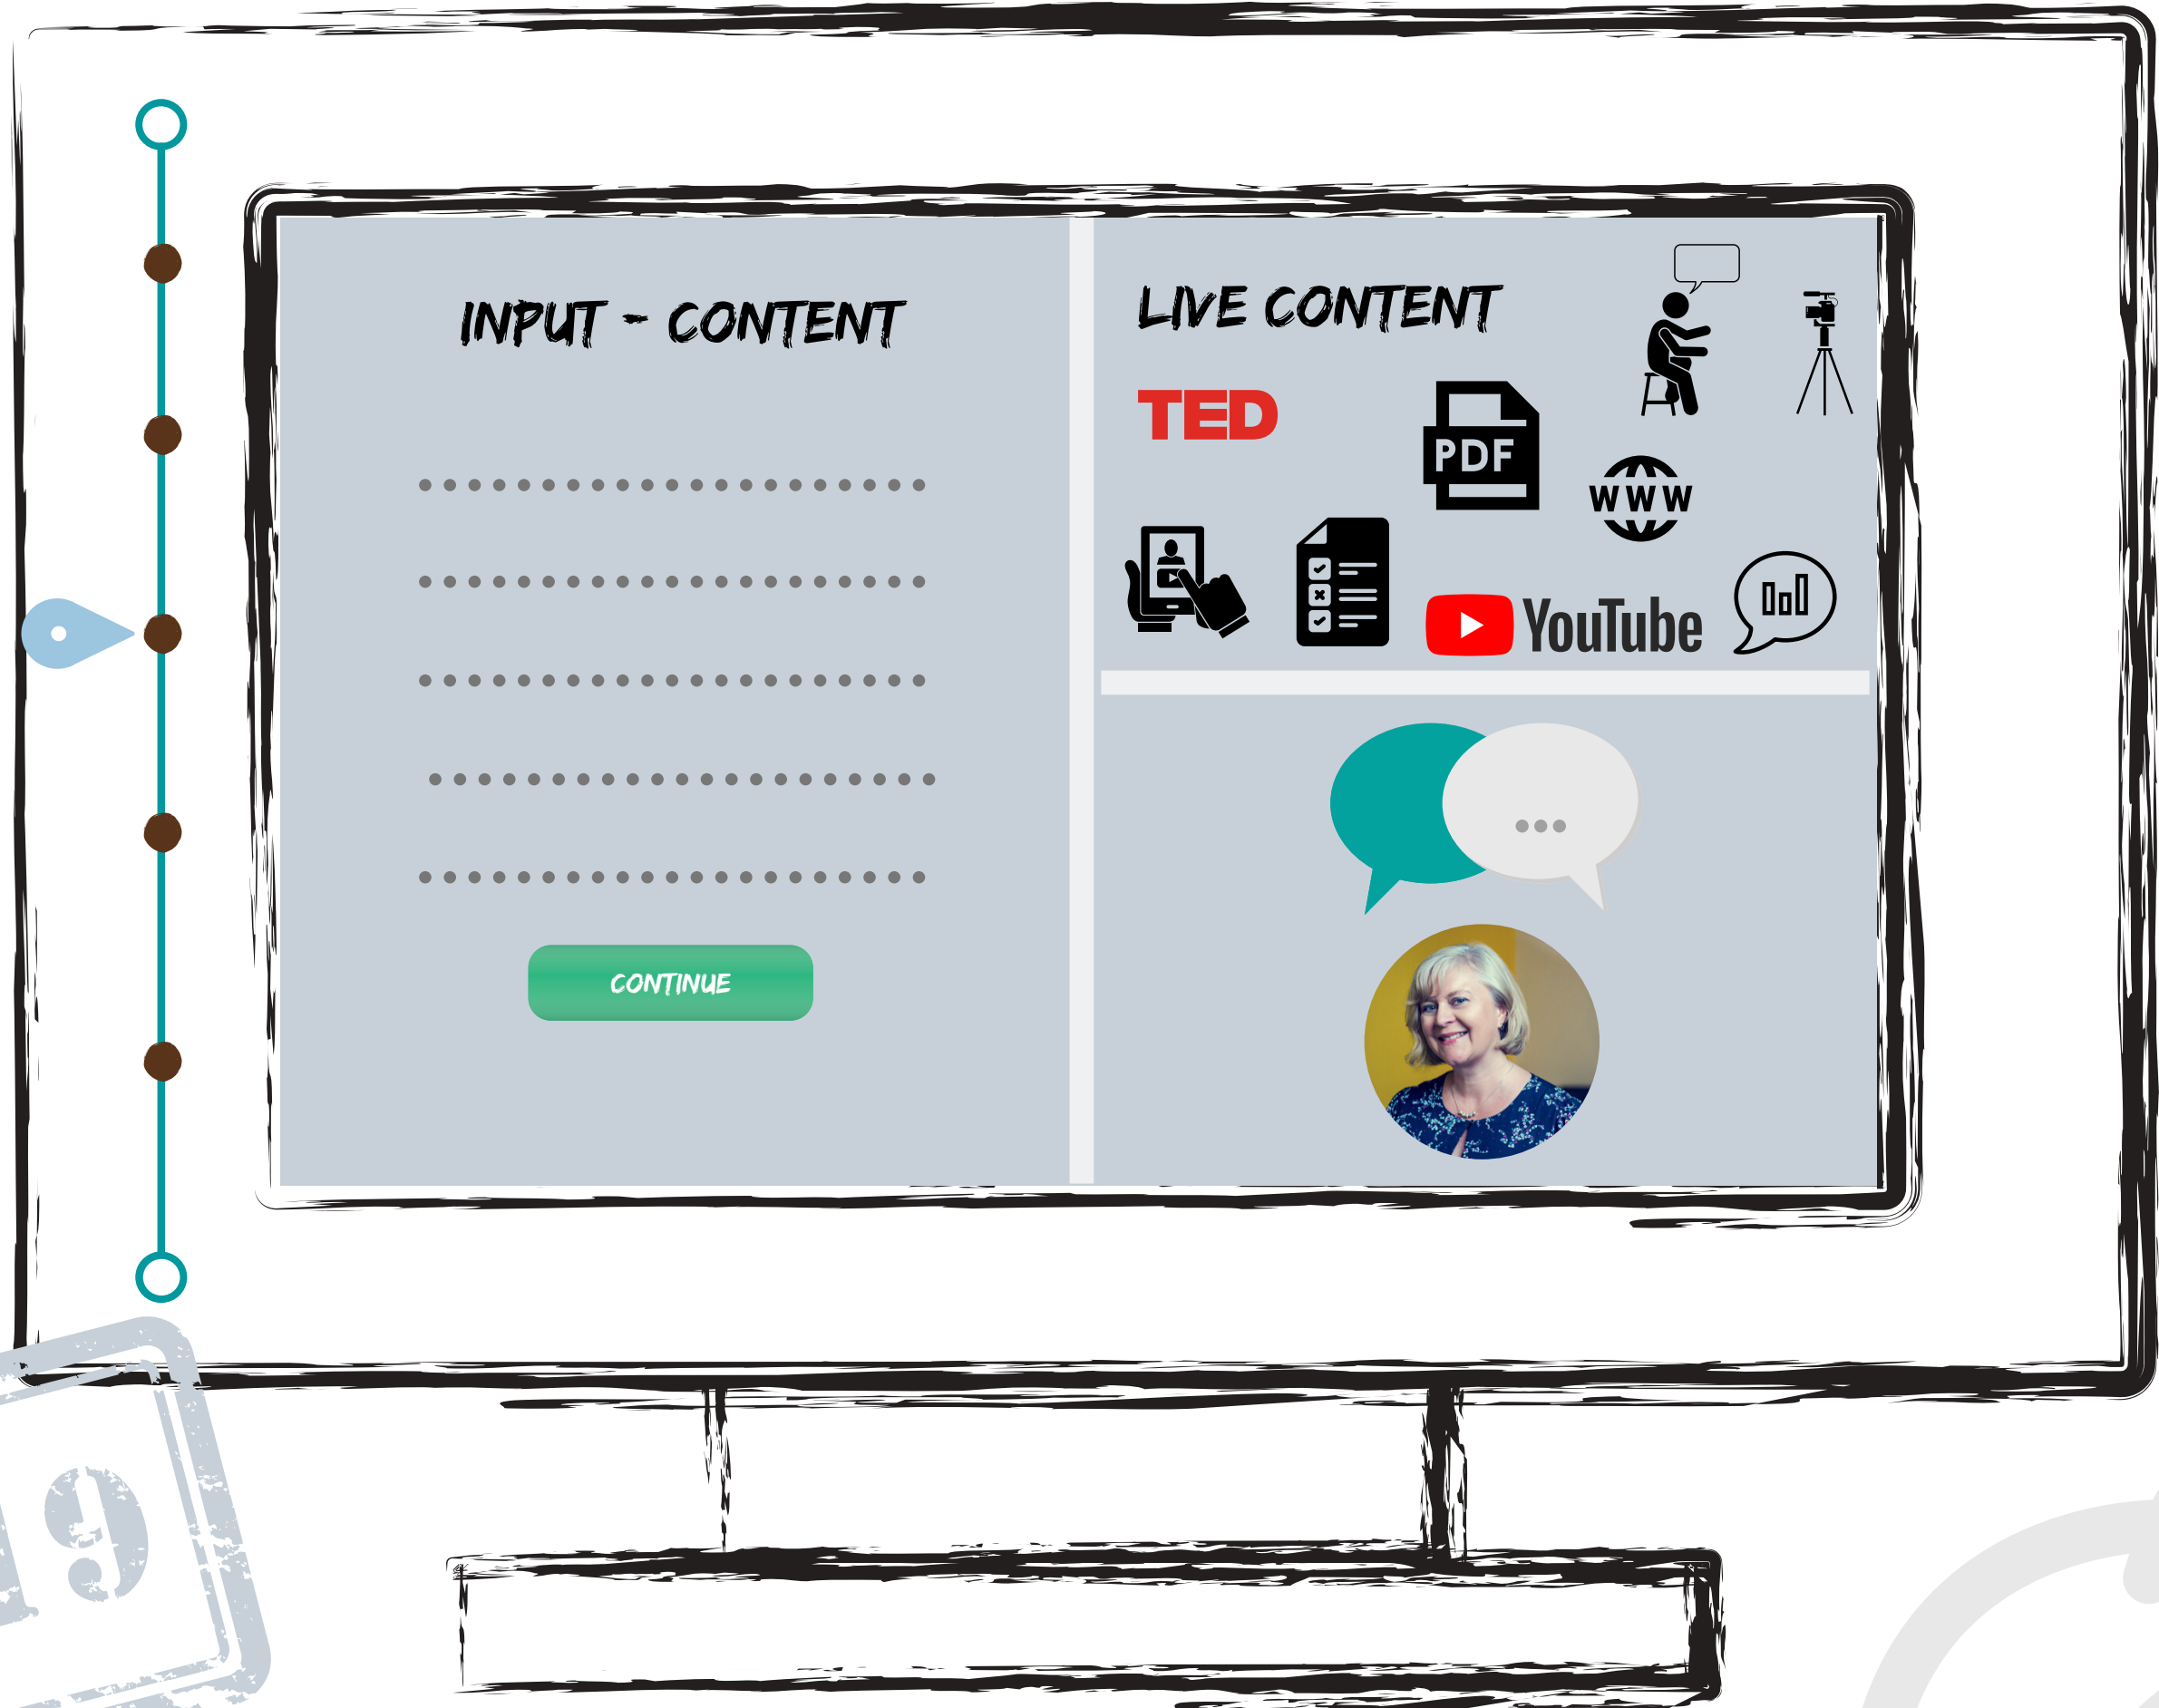 INPUT - CONTENT
CONTINUE
LIVE CONTENT
TED
PDF
WWW
YouTube
19